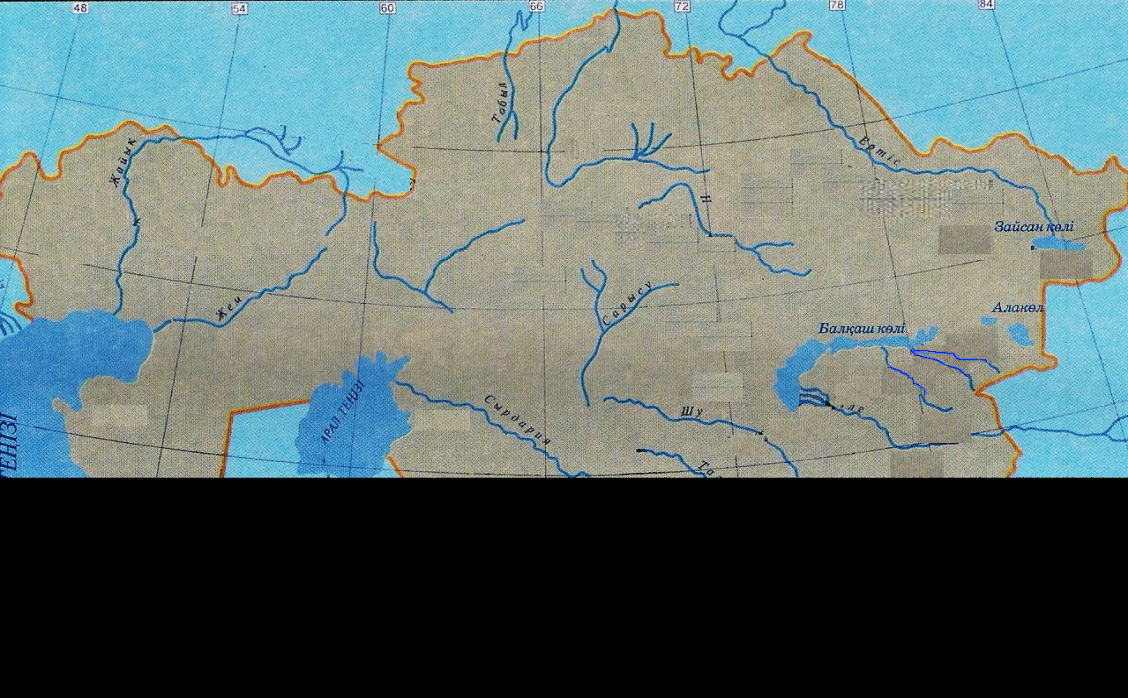 48 54 60 66 72 78 84
Тобыл
Жайық
Ертіс
Н
Зайсан көлі
Жем
Сарысу
Алакөл
Балқаш көлі
АРАЛ ТЕҢІЗІ
Сырдария
Шу
Та
ТЕҢІЗІ